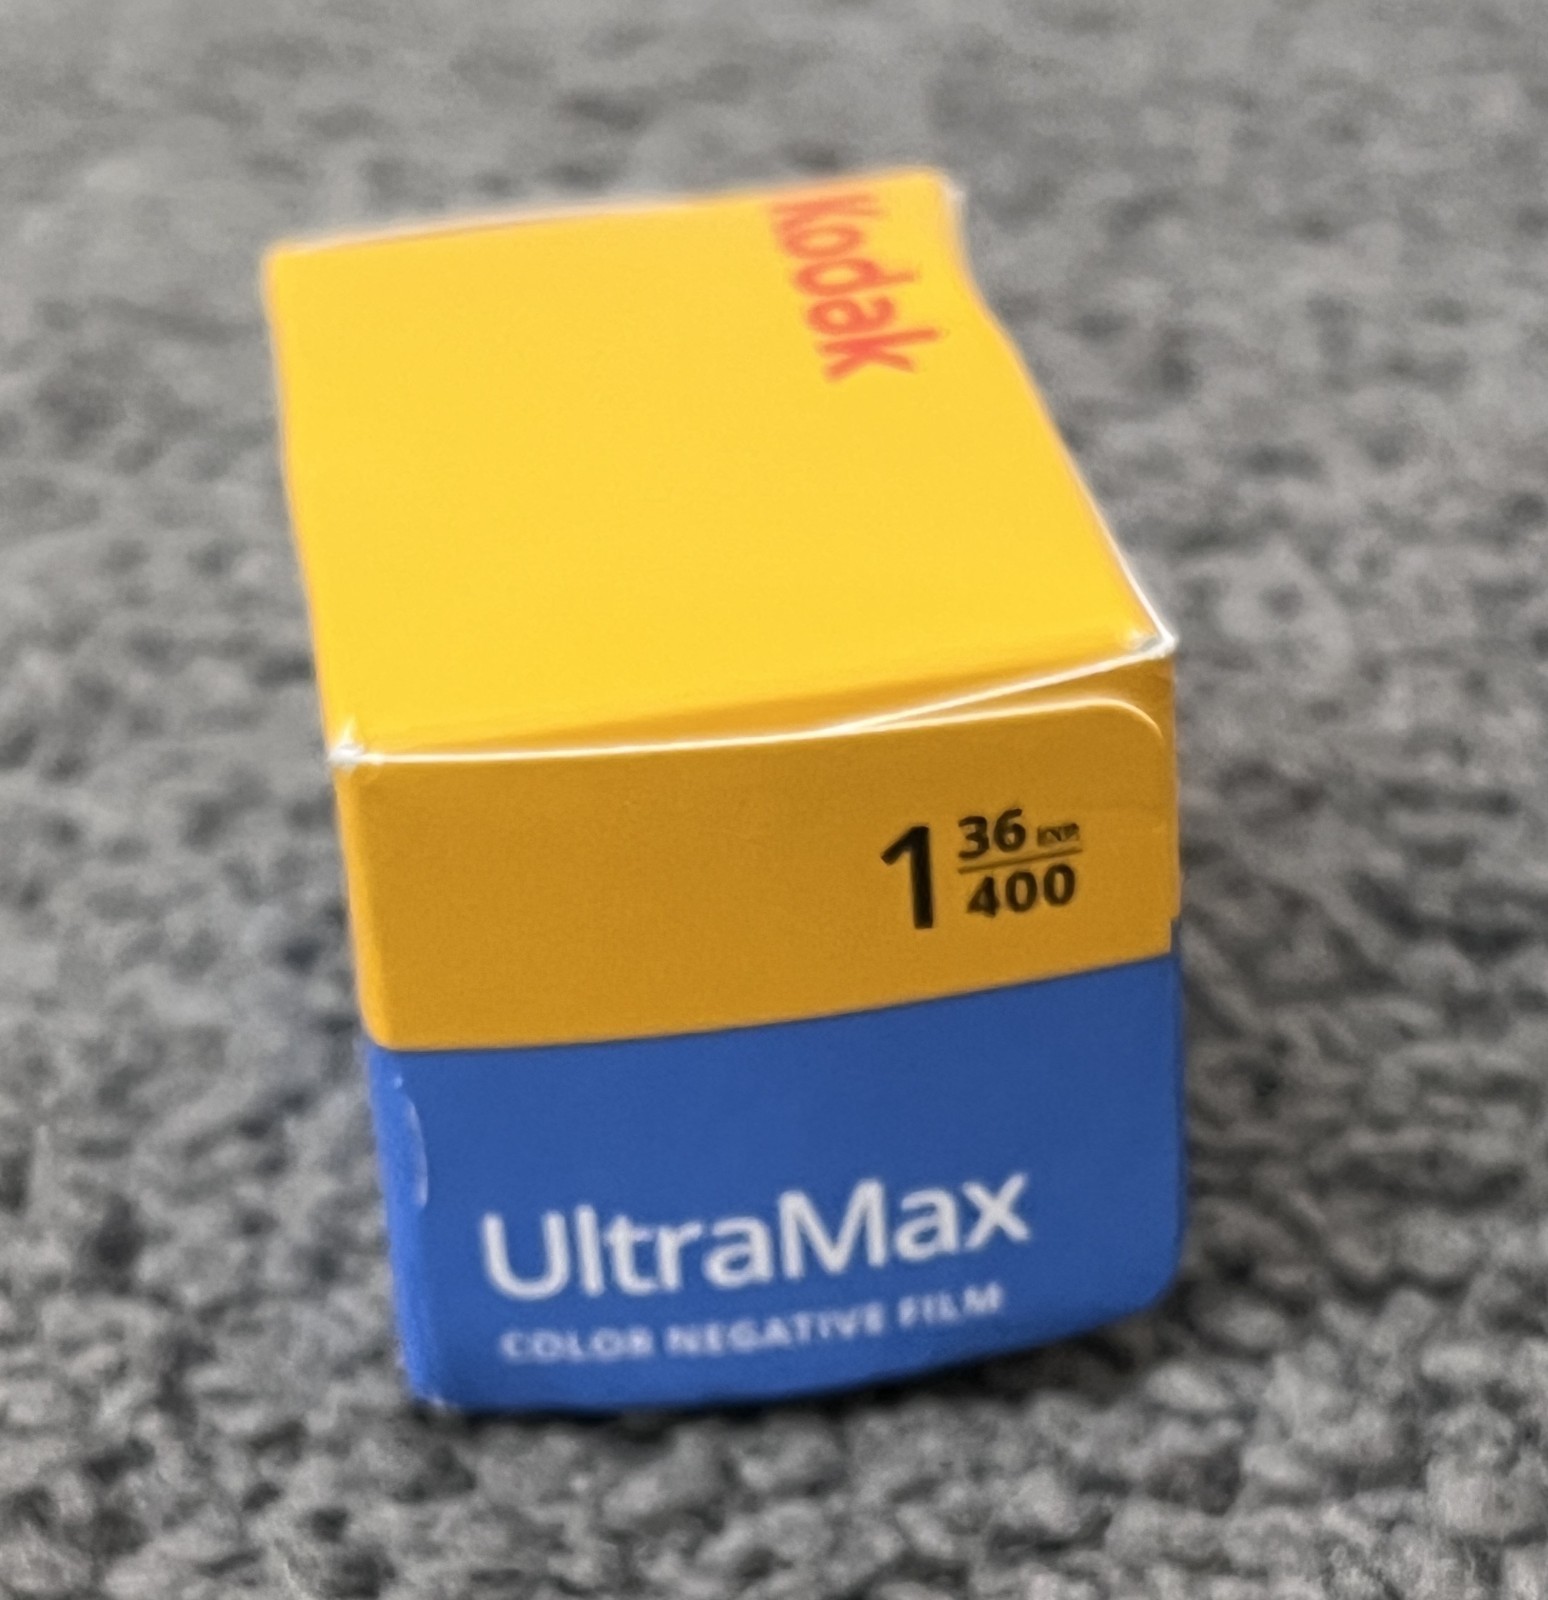 Kodak
1 36 EXP
400
UltraMax
COLOR NEGATIVE FILM